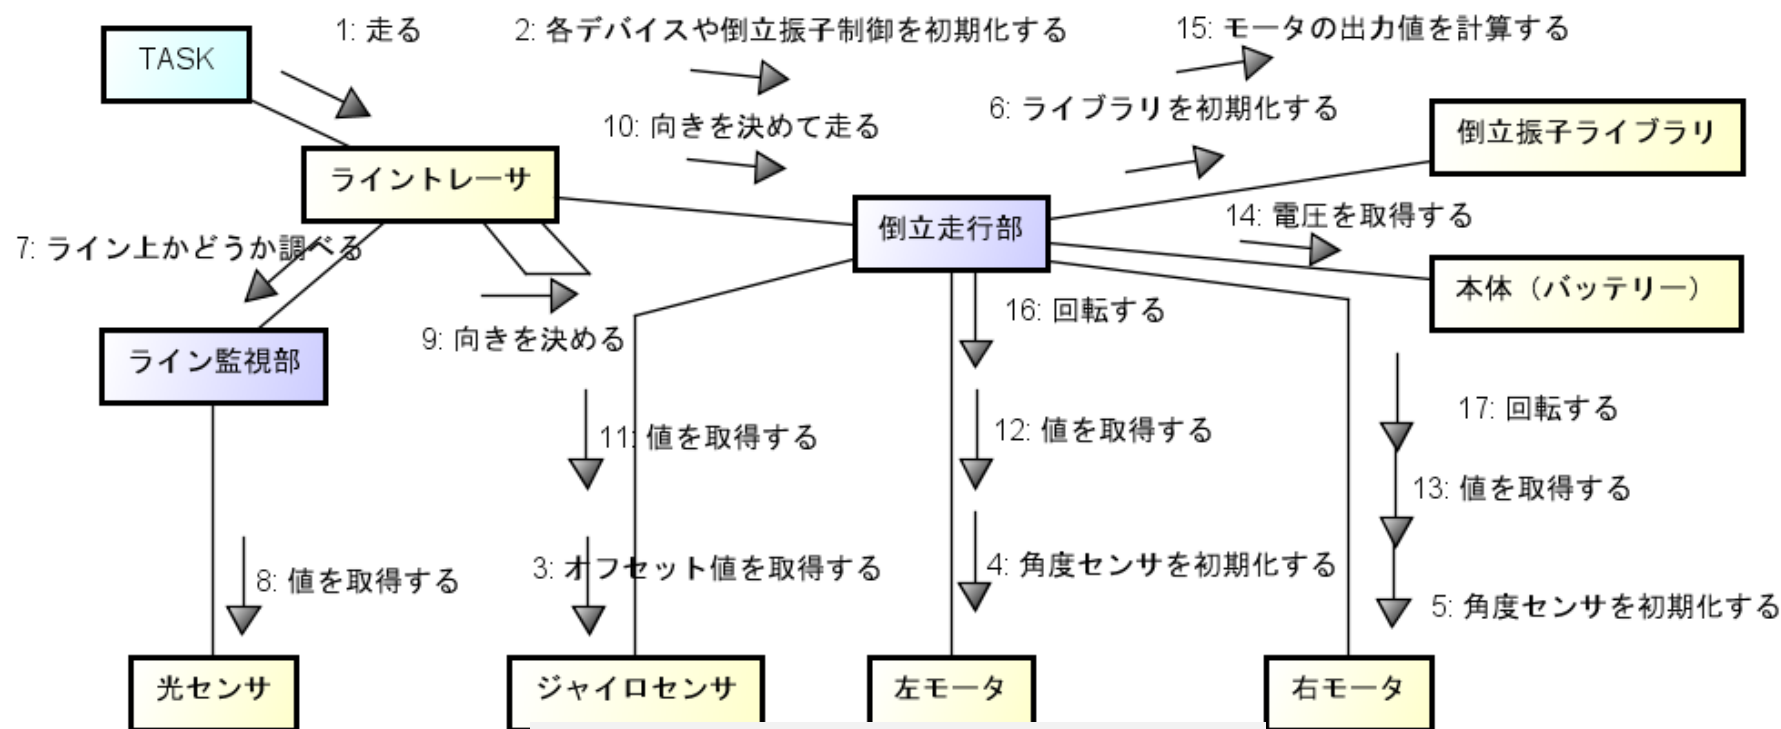 1: 走る
2: 各デバイスや倒立振子制御を初期化する
15: モータの出力値を計算する
TASK
10: 向きを決めて走る
6: ライブラリを初期化する
倒立振子ライブラリ
ライントレーサ
倒立走行部
14: 電圧を取得する
7: ライン上かどうか調べる
本体（バッテリー）
16: 回転する
9: 向きを決める
ライン監視部
17: 回転する
11: 値を取得する
12: 値を取得する
13: 値を取得する
8: 値を取得する
3: オフセット値を取得する
4: 角度センサを初期化する
5: 角度センサを初期化する
光センサ
ジャイロセンサ
左モータ
右モータ